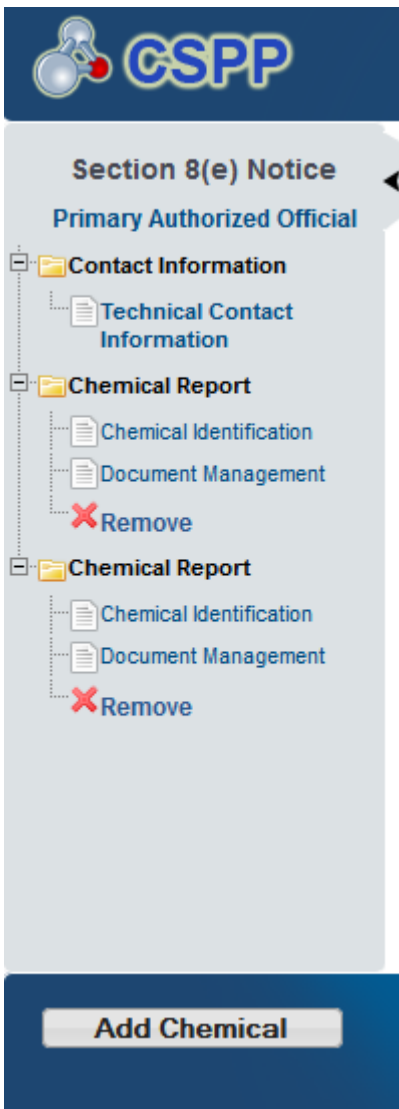 CSPP
Section 8(e) Notice
Primary Authorized Official
Contact Information
Technical Contact
Information
Chemical Report
Chemical Identification
Document Management
Remove
Chemical Report
Chemical Identification
Document Management
Remove
Add Chemical